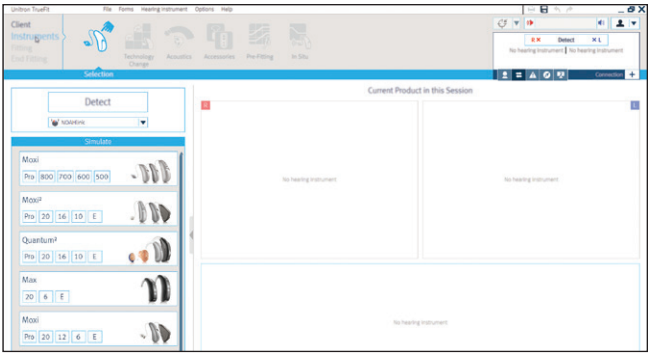 Unitron TrueFit
File Forms Hearing Instrument Options Help
Client
Instruments
Fitting
End Fitting
Technology Change
Acoustics
Accessories
Pre-Fitting
In Situ
R X Detect X L
No hearing instrument No hearing instrument
Connection +
Selection
Detect
NOAHlink
Simulate
Moxi
Pro 800 700 600 500
Moxi²
Pro 20 16 10 E
Quantum²
Pro 20 16 10 E
Max
20 6 E
Moxi
Pro 20 12 6 E
Current Product in this Session
R
L
No hearing instrument
No hearing instrument
No hearing instrument